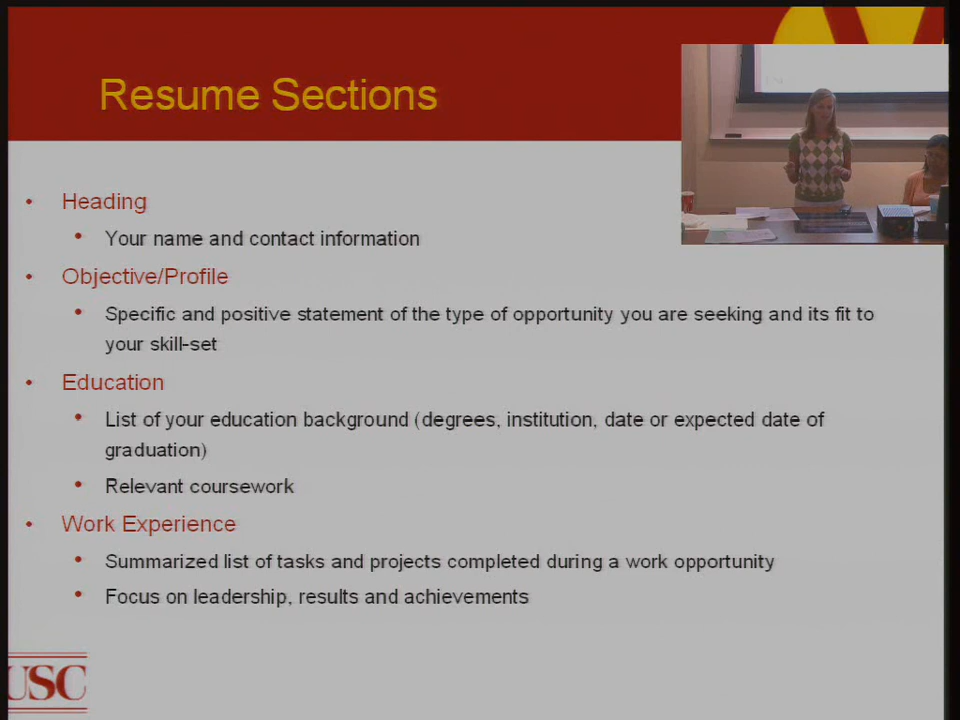 Resume Sections
• Heading
• Your name and contact information
• Objective/Profile
• Specific and positive statement of the type of opportunity you are seeking and its fit to
your skill-set
• Education
• List of your education background (degrees, institution, date or expected date of
graduation)
• Relevant coursework
• Work Experience
• Summarized list of tasks and projects completed during a work opportunity
• Focus on leadership, results and achievements
USC